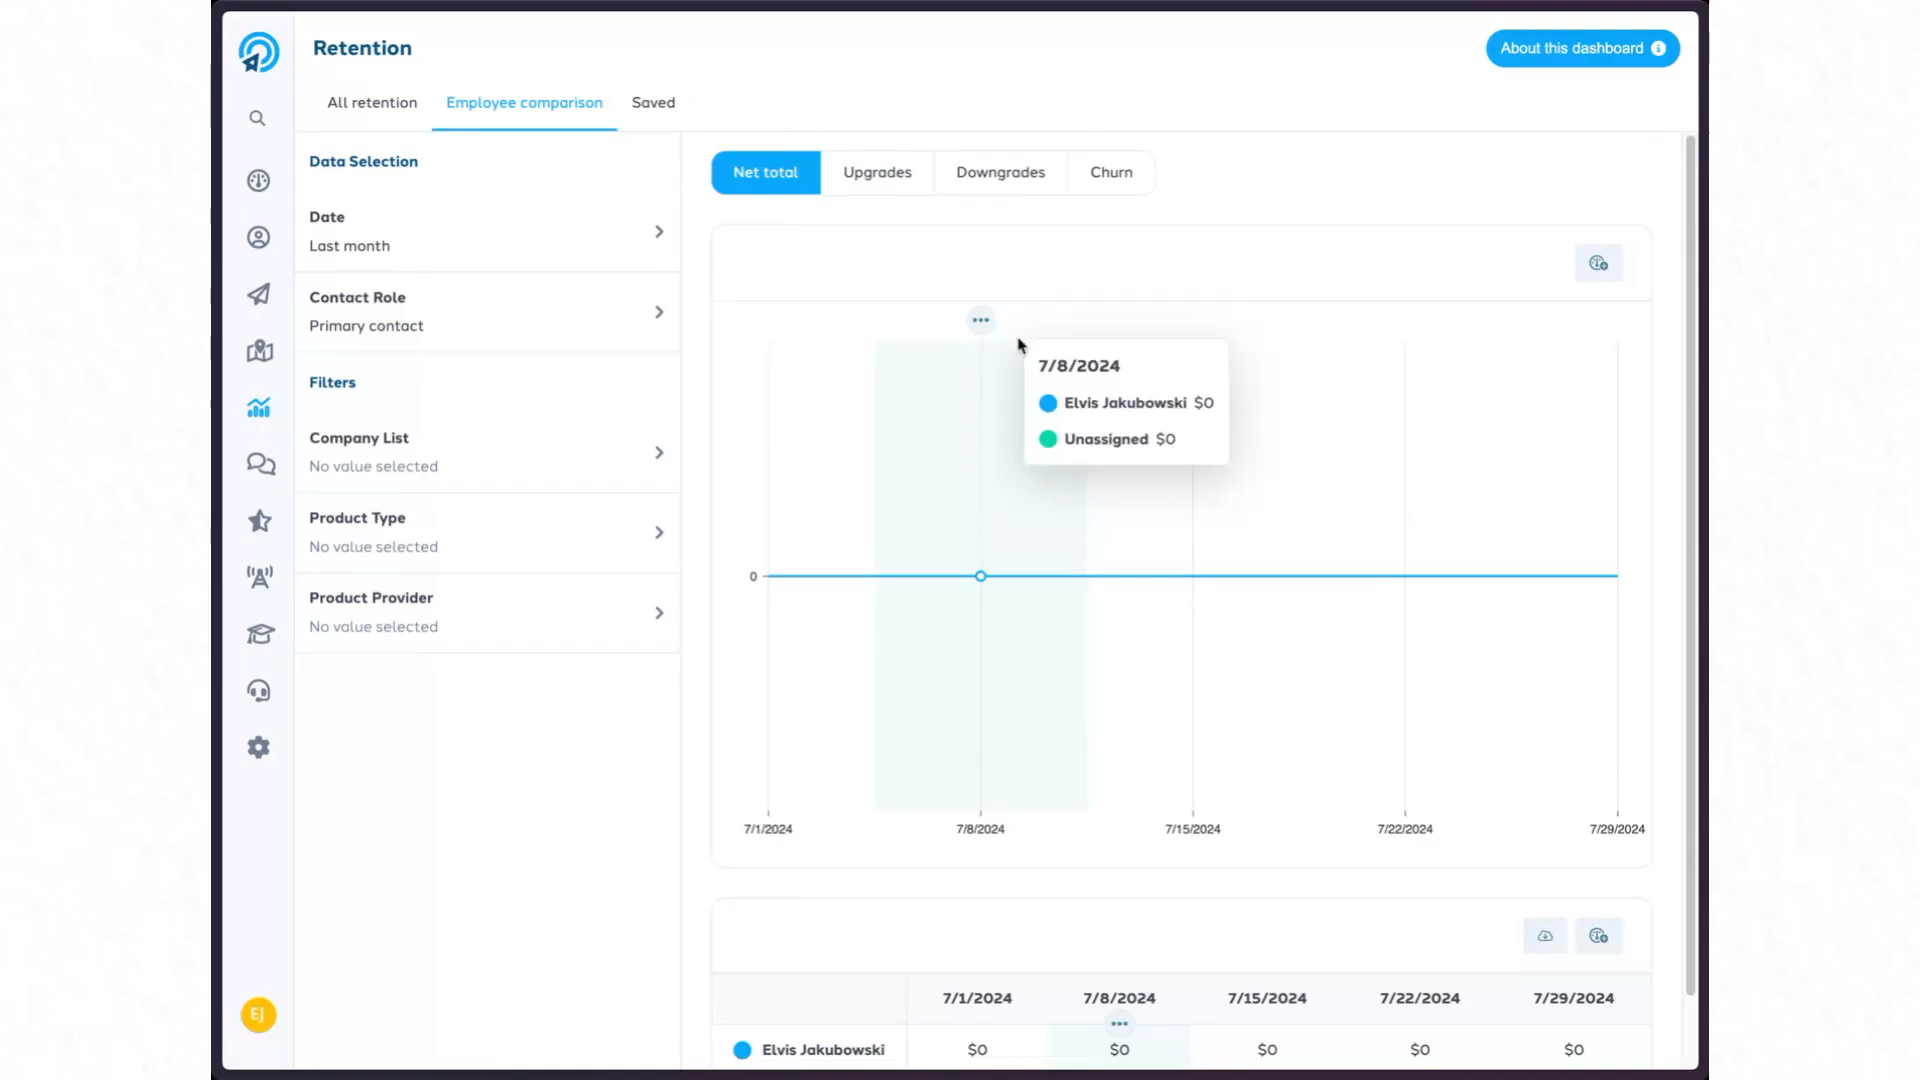 Retention
About this dashboard
All retention
Employee comparison
Saved
Data Selection
Date
Last month
Contact Role
Primary contact
Filters
Company List
No value selected
Product Type
No value selected
Product Provider
No value selected
EJ
Net total
Upgrades
Downgrades
Churn
7/8/2024
Elvis Jakubowski $0
Unassigned $0
0
7/1/2024
7/8/2024
7/15/2024
7/22/2024
7/29/2024
7/1/2024 7/8/2024 7/15/2024 7/22/2024 7/29/2024
Elvis Jakubowski $0 $0 $0 $0 $0